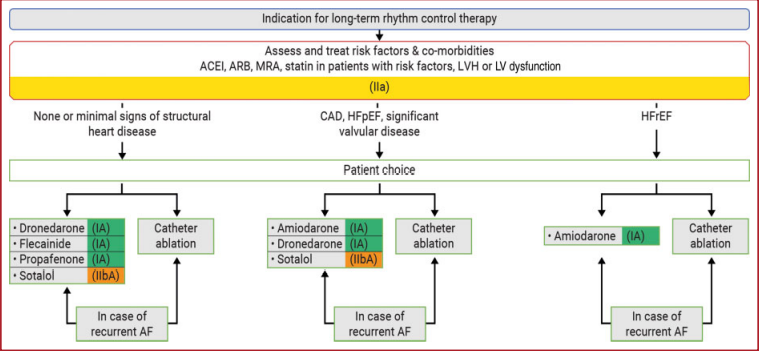 Indication for long-term rhythm control therapy
Assess and treat risk factors & co-morbidities
ACEI, ARB, MRA, statin in patients with risk factors, LVH or LV dysfunction
(IIa)
None or minimal signs of structural
heart disease
CAD, HFpEF, significant
valvular disease
HFrEF
Patient choice
• Dronedarone (IA)
• Flecainide (IA)
• Propafenone (IA)
• Sotalol (IIbA)
Catheter
ablation
In case of
recurrent AF
• Amiodarone (IA)
• Dronedarone (IA)
• Sotalol (IIbA)
Catheter
ablation
In case of
recurrent AF
• Amiodarone (IA)
Catheter
ablation
In case of
recurrent AF